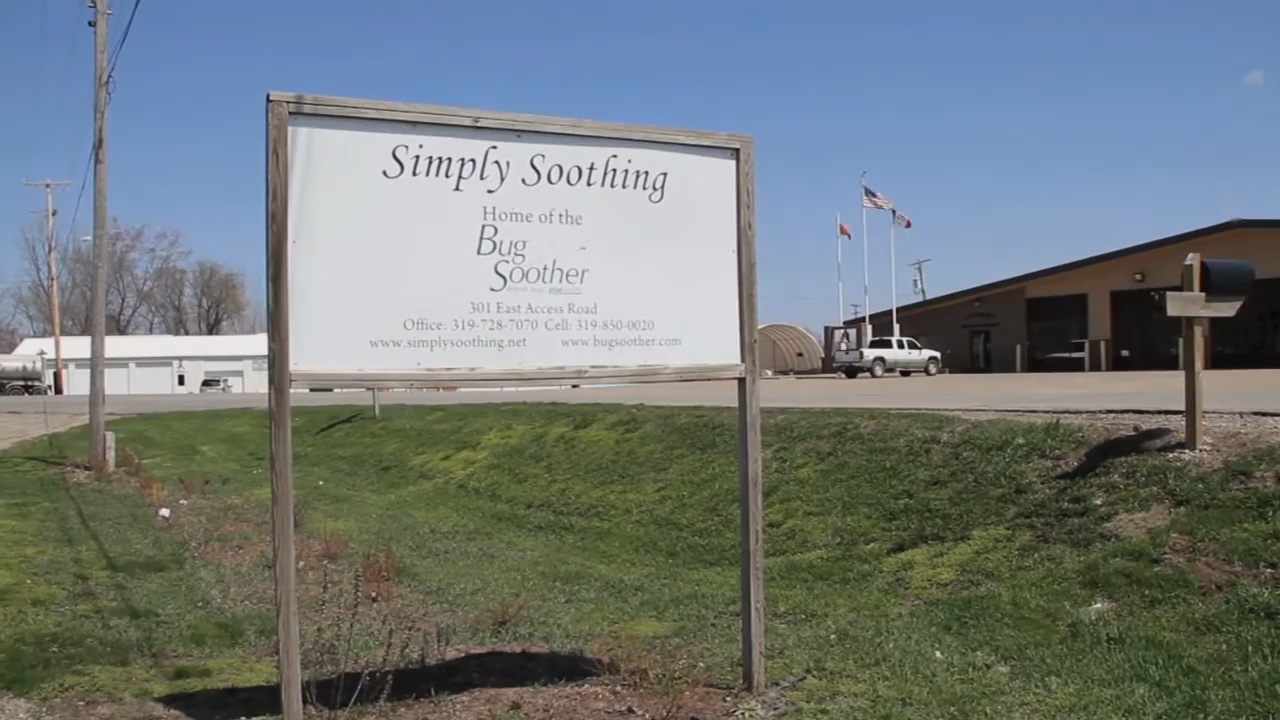 Simply Soothing
Home of the
Bug
Soother
301 East Access Road
Office: 319-728-7070 Cell: 319-850-0020
www.simplysoothing.net www.bugsoother.com